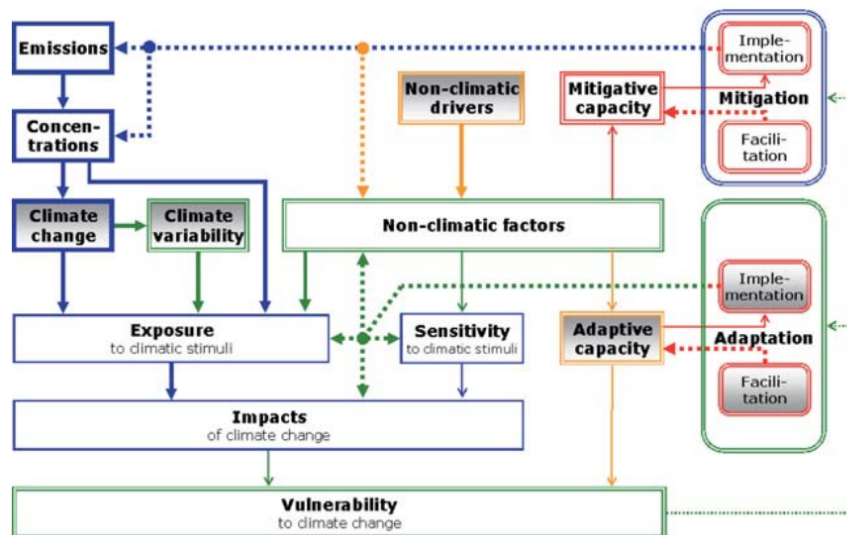 Emissions
Concen-
trations
Climate
change
Climate
variability
Non-climatic
drivers
Mitigative
capacity
Imple-
mentation
Mitigation
Facili-
tation
Non-climatic factors
Exposure
to climatic stimuli
Sensitivity
to climatic stimuli
Adaptive
capacity
Imple-
mentation
Adaptation
Facili-
tation
Impacts
of climate change
Vulnerability
to climate change